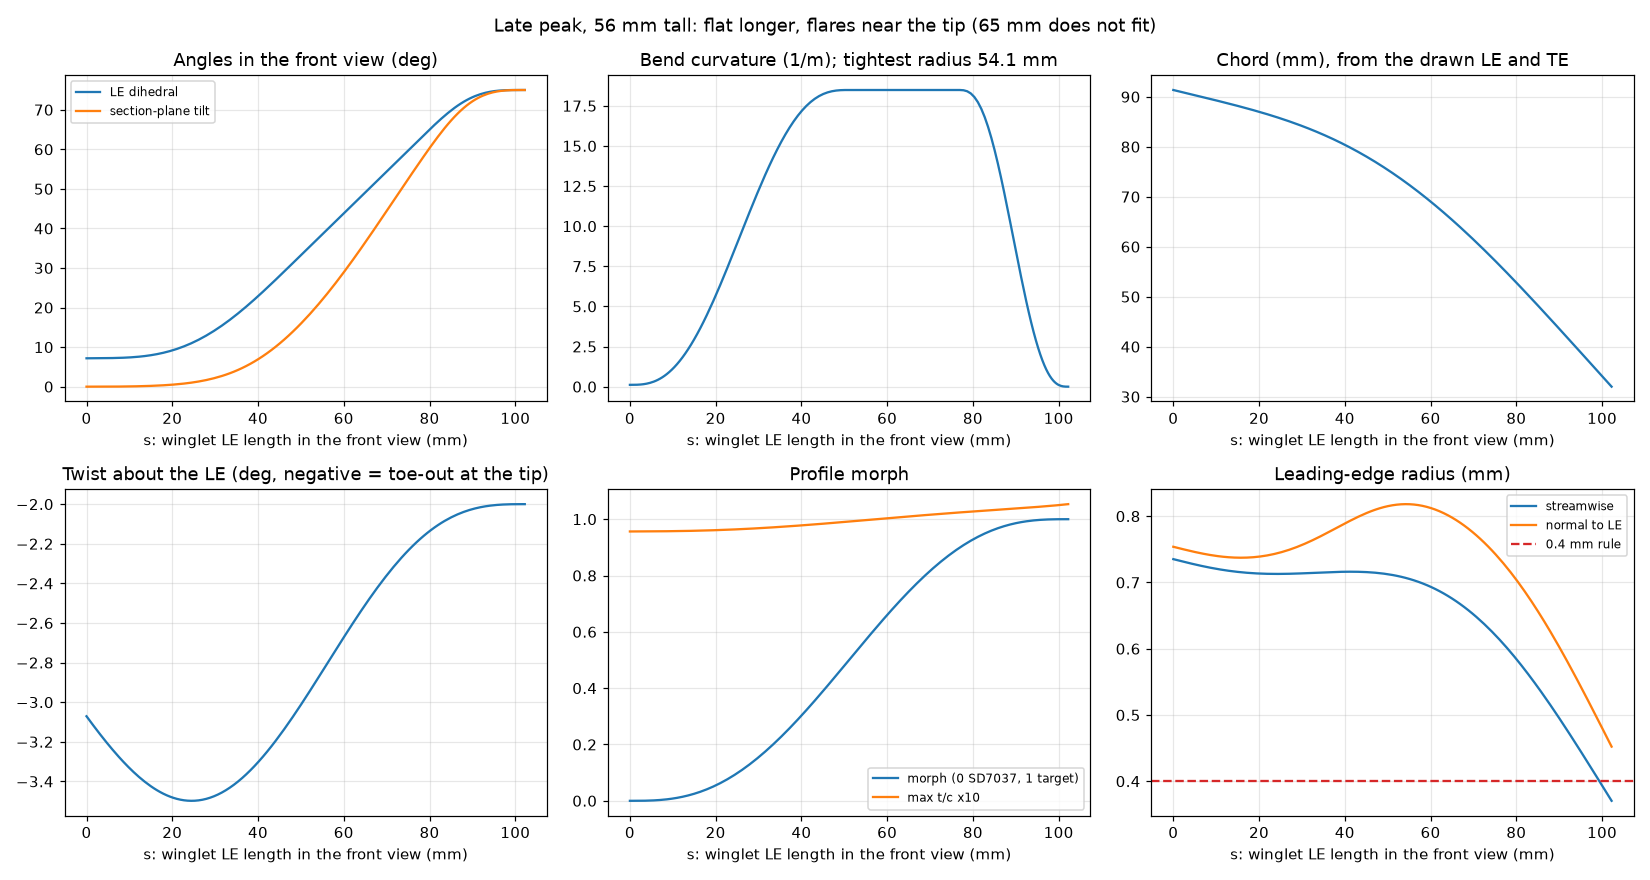 Late peak, 56 mm tall: flat longer, flares near the tip (65 mm does not fit)
Angles in the front view (deg)
LE dihedral
section-plane tilt
70
60
50
40
30
20
10
0
0 20 40 60 80 100
s: winglet LE length in the front view (mm)
Bend curvature (1/m); tightest radius 54.1 mm
17.5
15.0
12.5
10.0
7.5
5.0
2.5
0.0
0 20 40 60 80 100
s: winglet LE length in the front view (mm)
Chord (mm), from the drawn LE and TE
90
80
70
60
50
40
30
0 20 40 60 80 100
s: winglet LE length in the front view (mm)
Twist about the LE (deg, negative = toe-out at the tip)
−2.0
−2.2
−2.4
−2.6
−2.8
−3.0
−3.2
−3.4
0 20 40 60 80 100
s: winglet LE length in the front view (mm)
Profile morph
1.0
0.8
0.6
0.4
0.2
0.0
morph (0 SD7037, 1 target)
max t/c x10
0 20 40 60 80 100
s: winglet LE length in the front view (mm)
Leading-edge radius (mm)
streamwise
normal to LE
0.4 mm rule
0.8
0.7
0.6
0.5
0.4
0 20 40 60 80 100
s: winglet LE length in the front view (mm)